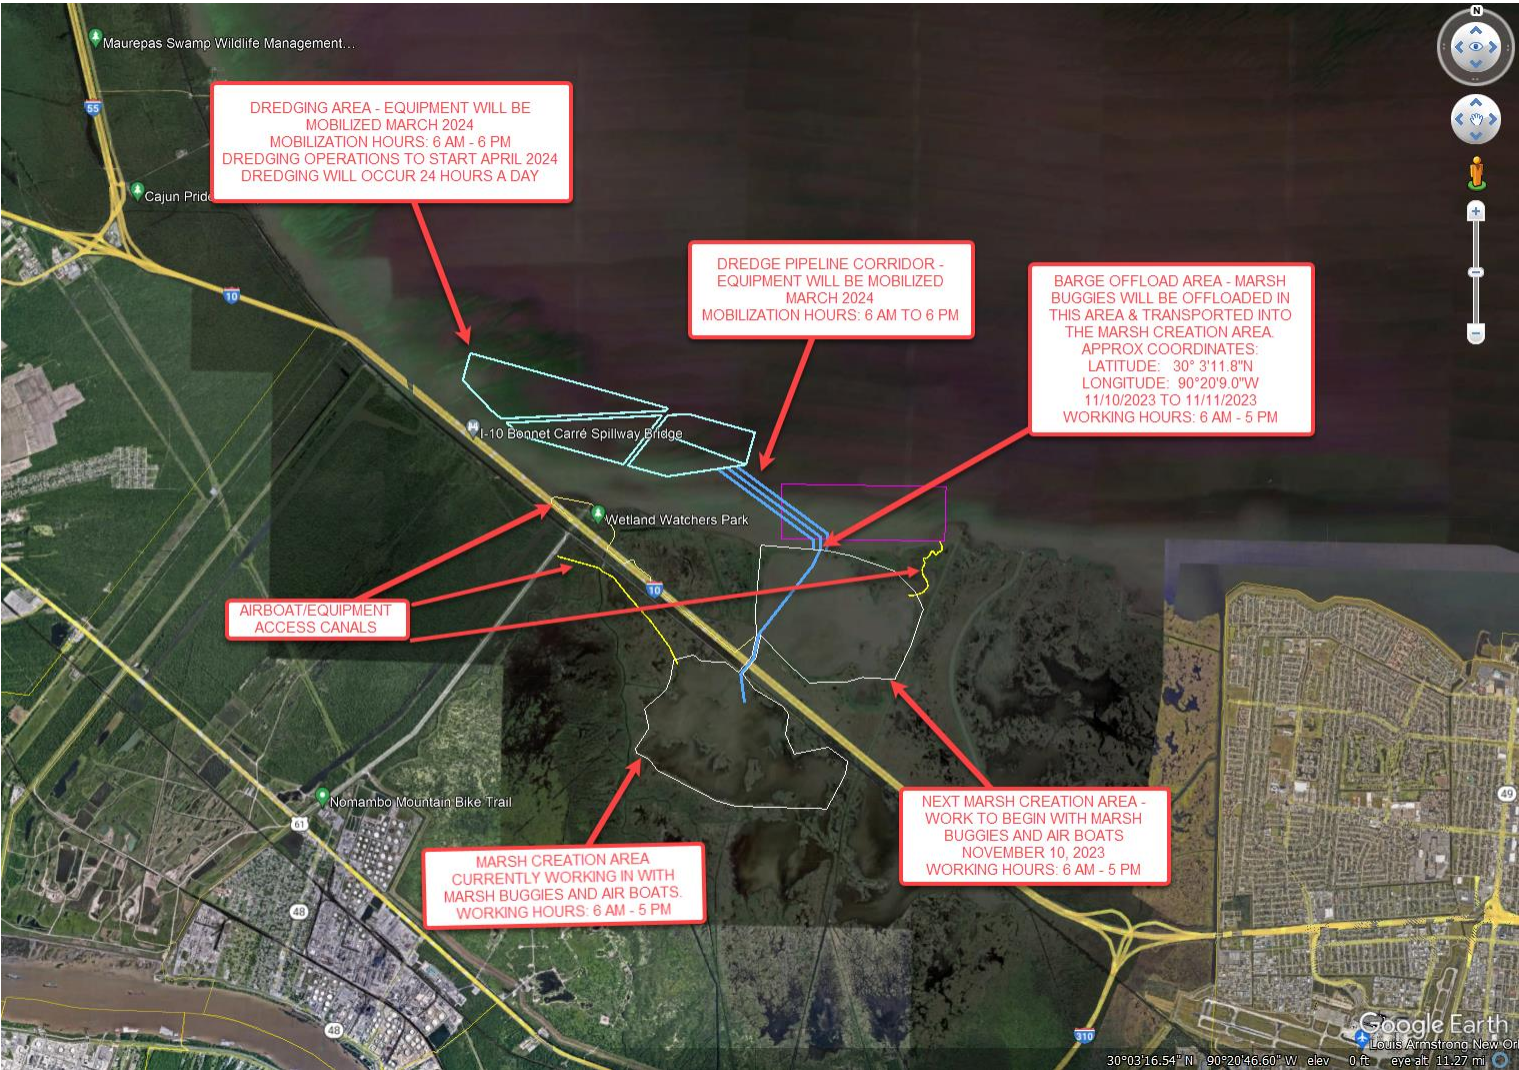 N
Maurepas Swamp Wildlife Management...
55
DREDGING AREA - EQUIPMENT WILL BE
MOBILIZED MARCH 2024
MOBILIZATION HOURS: 6 AM - 6 PM
DREDGING OPERATIONS TO START APRIL 2024
DREDGING WILL OCCUR 24 HOURS A DAY
Cajun Pride
10
DREDGE PIPELINE CORRIDOR -
EQUIPMENT WILL BE MOBILIZED
MARCH 2024
MOBILIZATION HOURS: 6 AM TO 6 PM
BARGE OFFLOAD AREA - MARSH
BUGGIES WILL BE OFFLOADED IN
THIS AREA & TRANSPORTED INTO
THE MARSH CREATION AREA.
APPROX COORDINATES:
LATITUDE: 30° 3'11.8"N
LONGITUDE: 90°20'9.0"W
11/10/2023 TO 11/11/2023
WORKING HOURS: 6 AM - 5 PM
I-10 Bonnet Carré Spillway Bridge
Wetland Watchers Park
10
AIRBOAT/EQUIPMENT
ACCESS CANALS
Nomambo Mountain Bike Trail
61
NEXT MARSH CREATION AREA -
WORK TO BEGIN WITH MARSH
BUGGIES AND AIR BOATS
NOVEMBER 10, 2023
WORKING HOURS: 6 AM - 5 PM
49
MARSH CREATION AREA
CURRENTLY WORKING IN WITH
MARSH BUGGIES AND AIR BOATS.
WORKING HOURS: 6 AM - 5 PM
48
48
310
Google Earth
Louis Armstrong New Orl
30°03'16.54" N 90°20'46.60" W elev 0 ft eye alt 11.27 mi